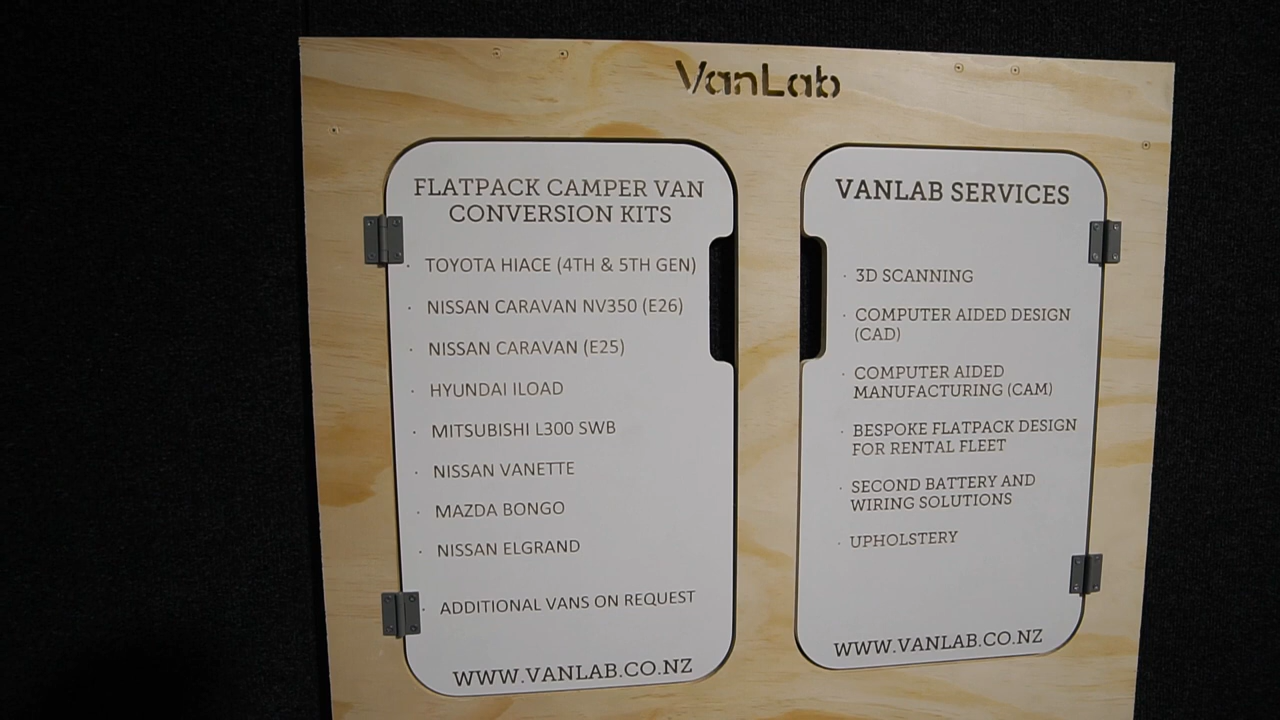 VanLab
FLATPACK CAMPER VAN
CONVERSION KITS
· TOYOTA HIACE (4TH & 5TH GEN)
· NISSAN CARAVAN NV350 (E26)
· NISSAN CARAVAN (E25)
· HYUNDAI ILOAD
· MITSUBISHI L300 SWB
· NISSAN VANETTE
· MAZDA BONGO
· NISSAN ELGRAND
· ADDITIONAL VANS ON REQUEST
WWW.VANLAB.CO.NZ
VANLAB SERVICES
· 3D SCANNING
· COMPUTER AIDED DESIGN
(CAD)
· COMPUTER AIDED
MANUFACTURING (CAM)
· BESPOKE FLATPACK DESIGN
FOR RENTAL FLEET
· SECOND BATTERY AND
WIRING SOLUTIONS
· UPHOLSTERY
WWW.VANLAB.CO.NZ